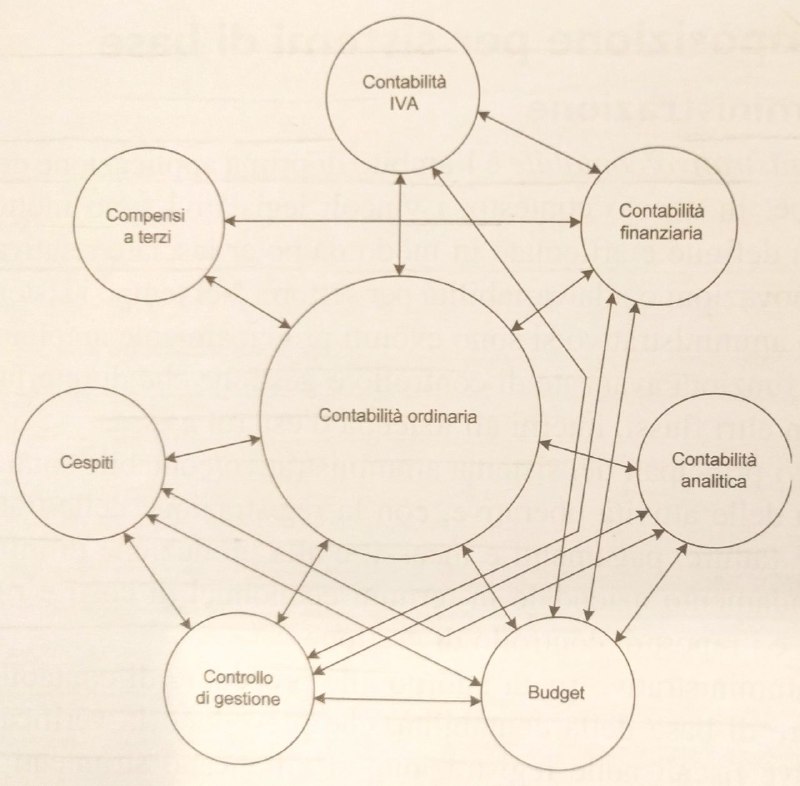 Contabilità
IVA
Compensi
a terzi
Contabilità
finanziaria
Contabilità ordinaria
Cespiti
Contabilità
analitica
Controllo
di gestione
Budget